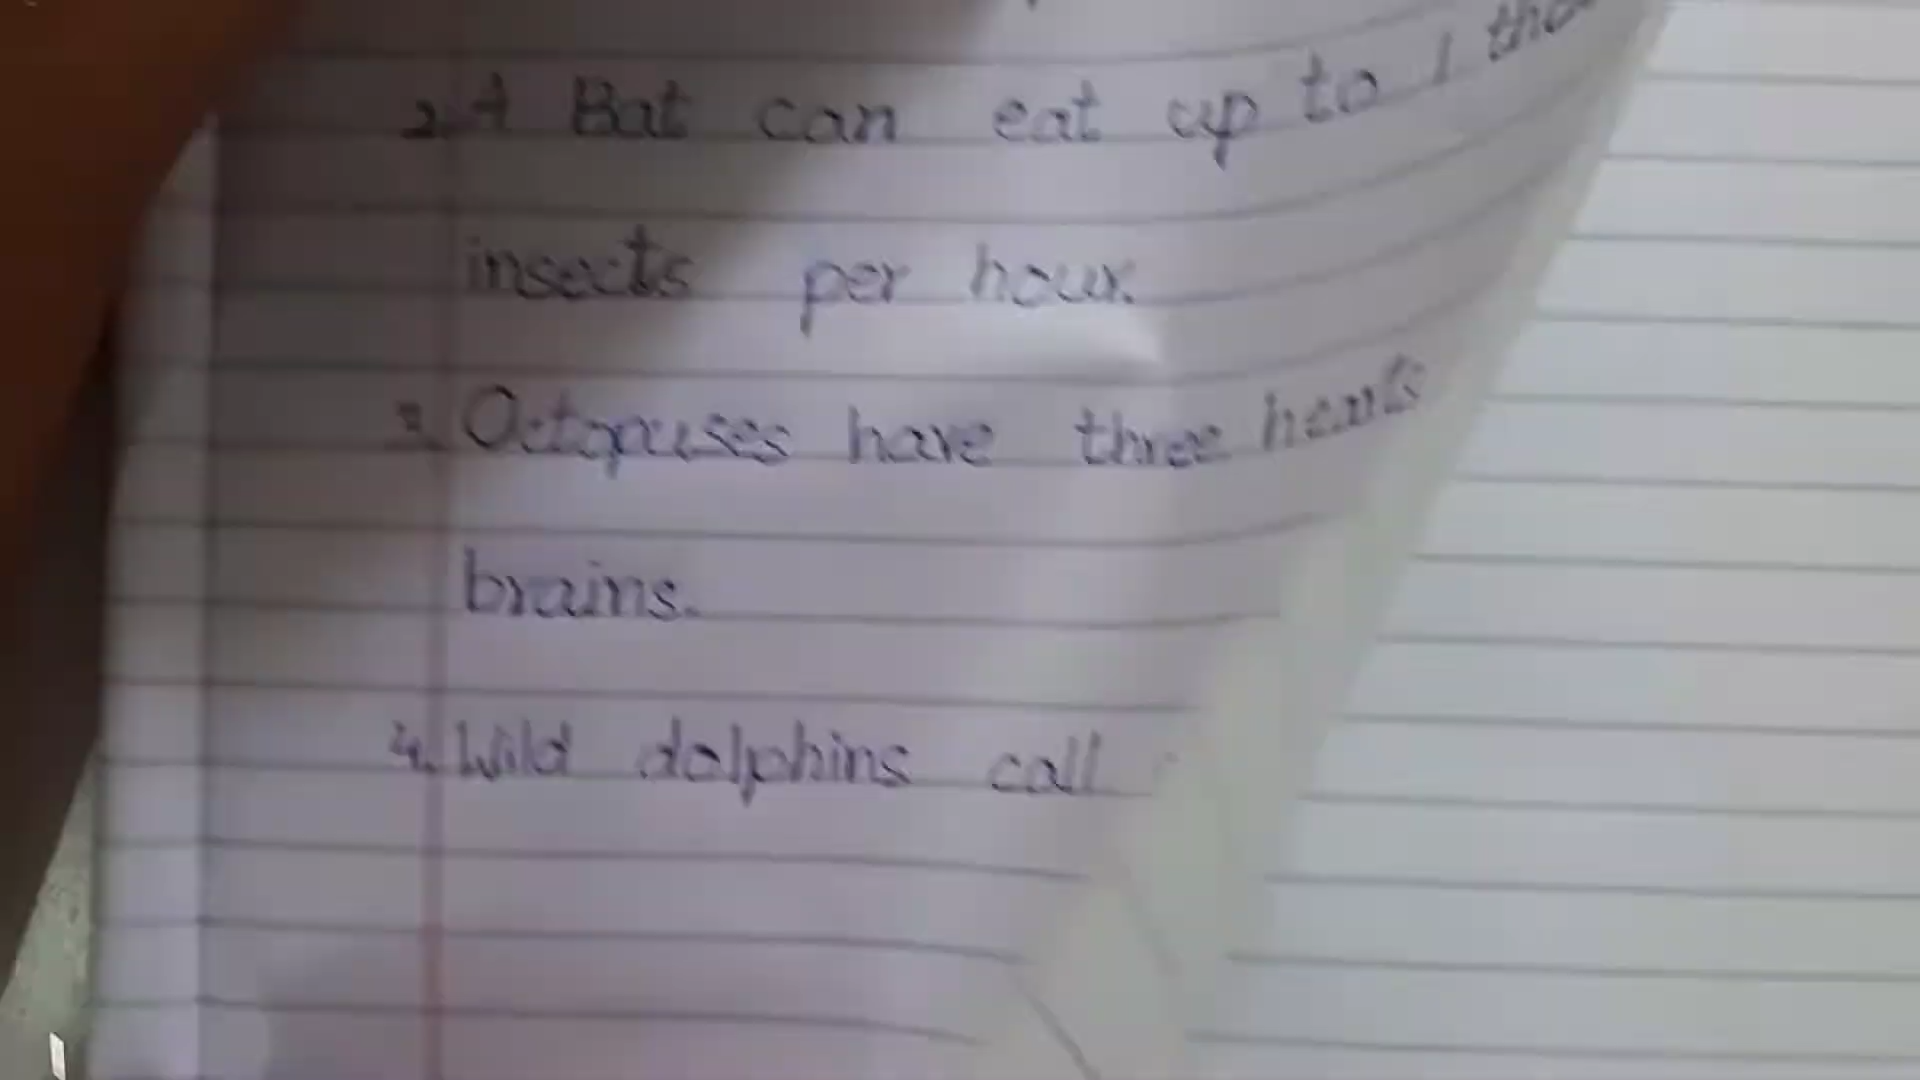 2. A Bat can eat up to 1
insects per hour.
3. Octopuses have three hearts
brains.
4. Wild dolphins call